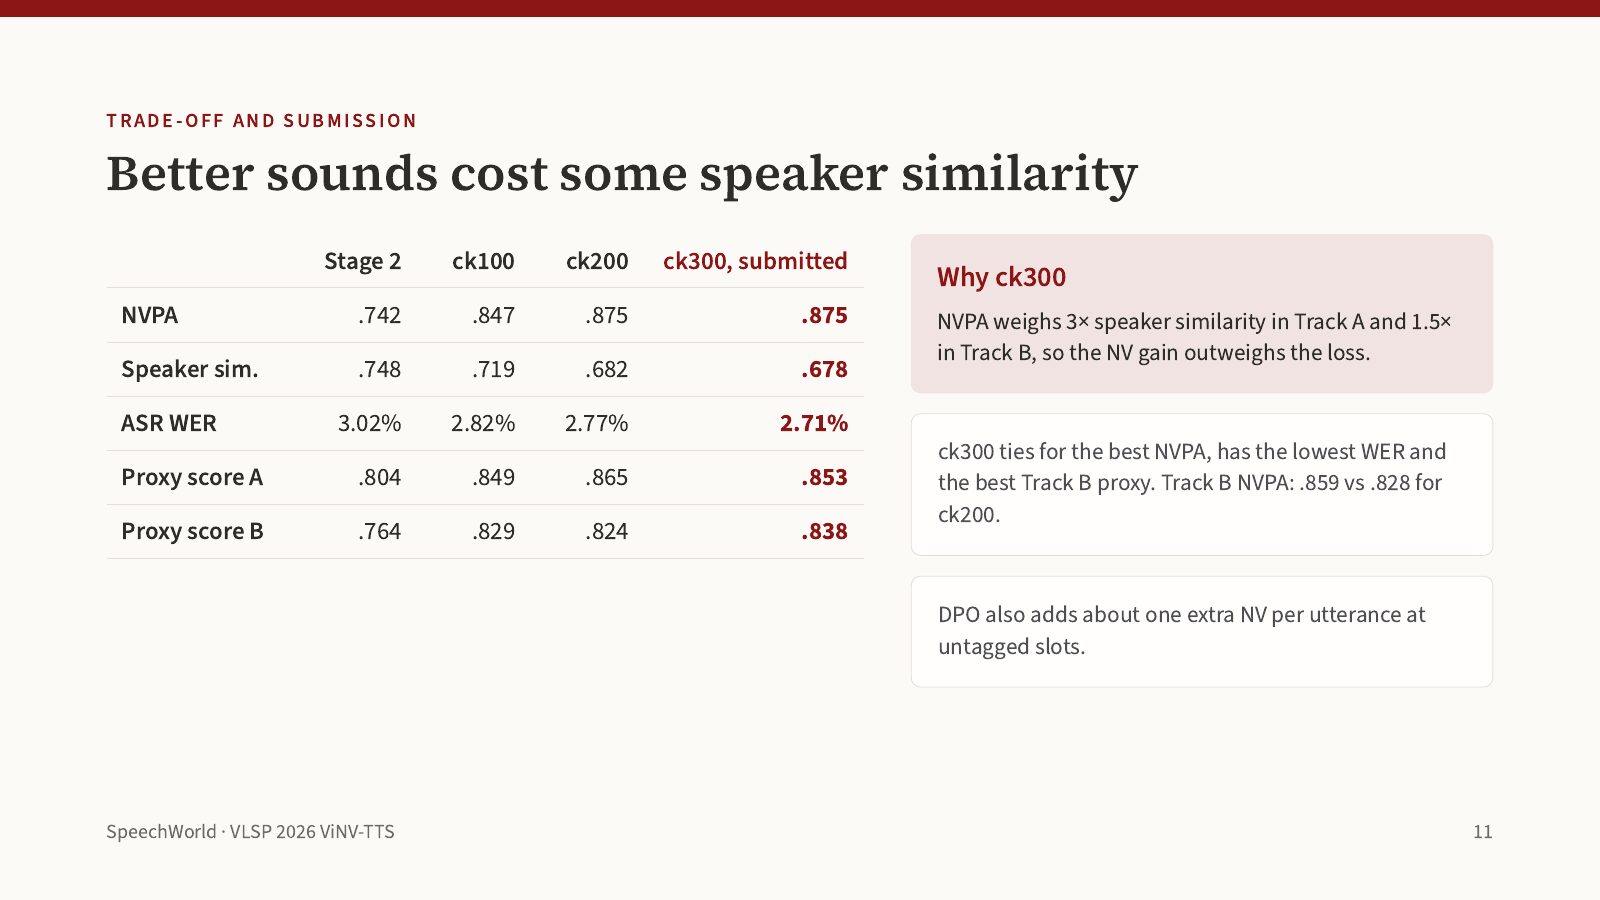 TRADE-OFF AND SUBMISSION
Better sounds cost some speaker similarity
Stage 2 ck100 ck200 ck300, submitted
NVPA .742 .847 .875 .875
Speaker sim. .748 .719 .682 .678
ASR WER 3.02% 2.82% 2.77% 2.71%
Proxy score A .804 .849 .865 .853
Proxy score B .764 .829 .824 .838
Why ck300
NVPA weighs 3× speaker similarity in Track A and 1.5×
in Track B, so the NV gain outweighs the loss.
ck300 ties for the best NVPA, has the lowest WER and
the best Track B proxy. Track B NVPA: .859 vs .828 for
ck200.
DPO also adds about one extra NV per utterance at
untagged slots.
SpeechWorld · VLSP 2026 ViNV-TTS
11